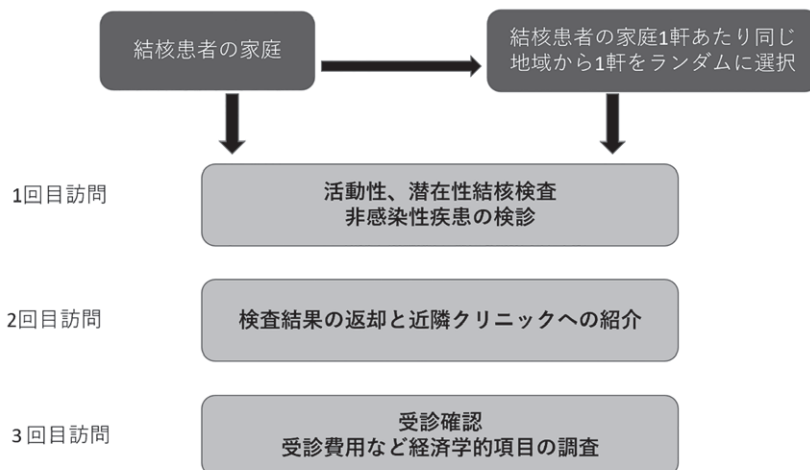 結核患者の家庭
結核患者の家庭1軒あたり同じ
地域から1軒をランダムに選択
1回目訪問
活動性、潜在性結核検査
非感染性疾患の検診
2回目訪問
検査結果の返却と近隣クリニックへの紹介
3回目訪問
受診確認
受診費用など経済学的項目の調査